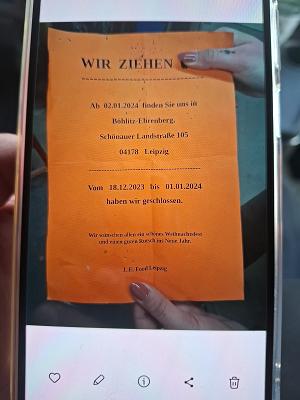 WIR ZIEHEN
Ab 02.01.2024 finden Sie uns in
Böhlitz-Ehrenberg.
Schönauer Landstraße 105
04178 Leipzig
Vom 18.12.2023 bis 01.01.2024
haben wir geschlossen.
Wir wünschen allen ein schönes Weihnachtsfest
und einen guten Rutsch ins Neue Jahr.
Ford Leipzig